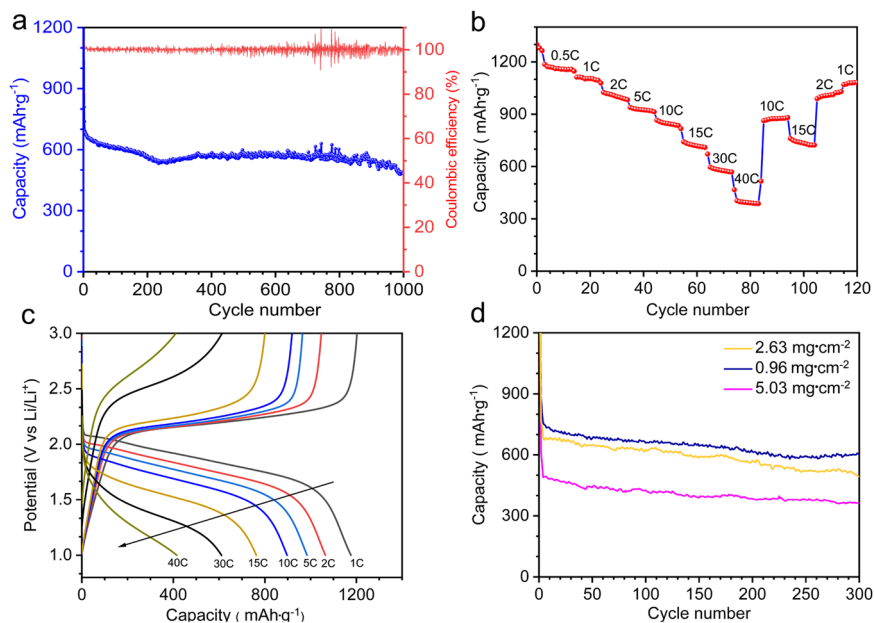 a
1200
900
600
300
0
Capacity (mAh·g⁻¹)
100
80
60
40
20
0
Coulombic efficiency (%)
0 200 400 600 800 1000
Cycle number
b
1200
900
600
300
0
Capacity ( mAh·g⁻¹)
0.5C
1C
2C
5C
10C
15C
30C
40C
10C
15C
2C
1C
0 20 40 60 80 100 120
Cycle number
c
3.0
2.5
2.0
1.5
1.0
Potential (V vs Li/Li⁺)
40C 30C 15C 10C 5C 2C 1C
0 400 800 1200
Capacity ( mAh·g⁻¹)
d
1200
900
600
300
0
Capacity ( mAh·g⁻¹)
2.63 mg·cm⁻²
0.96 mg·cm⁻²
5.03 mg·cm⁻²
0 50 100 150 200 250 300
Cycle number